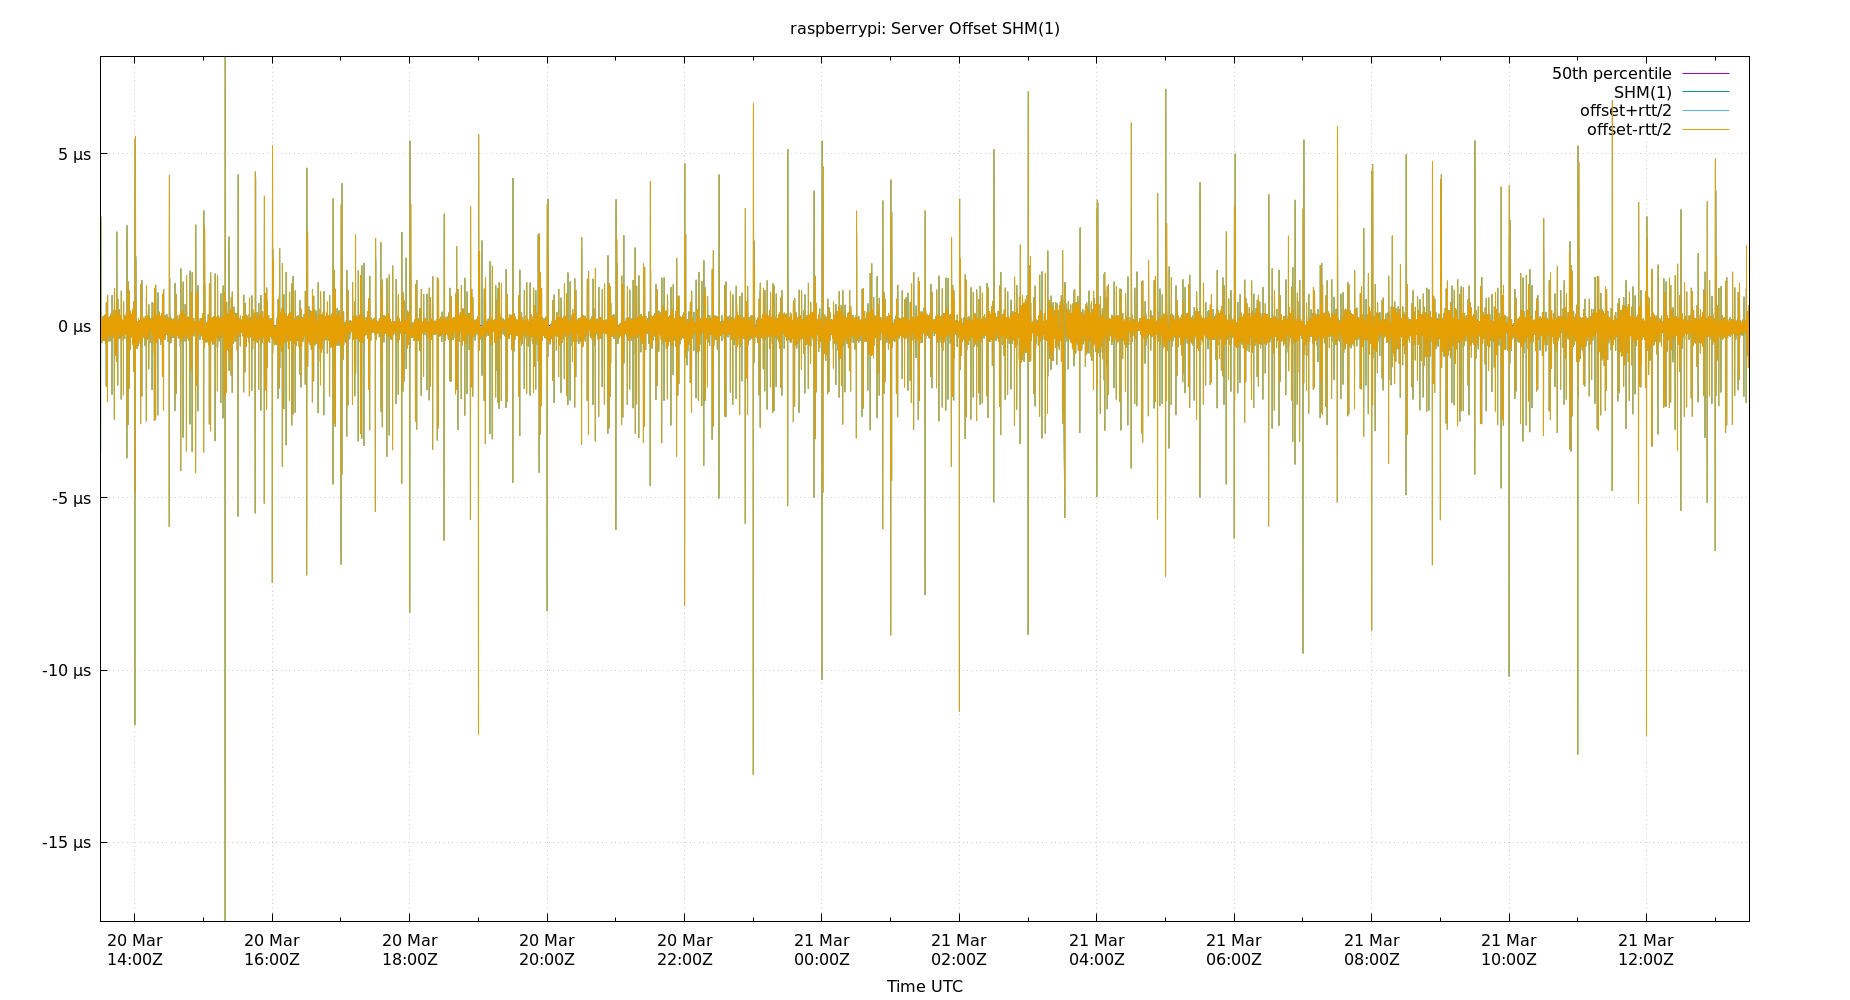 raspberrypi: Server Offset SHM(1)
50th percentile
SHM(1)
offset+rtt/2
offset-rtt/2
5 µs
0 µs
-5 µs
-10 µs
-15 µs
20 Mar 20 Mar 20 Mar 20 Mar 20 Mar 21 Mar 21 Mar 21 Mar 21 Mar 21 Mar 21 Mar 21 Mar
14:00Z 16:00Z 18:00Z 20:00Z 22:00Z 00:00Z 02:00Z 04:00Z 06:00Z 08:00Z 10:00Z 12:00Z
Time UTC